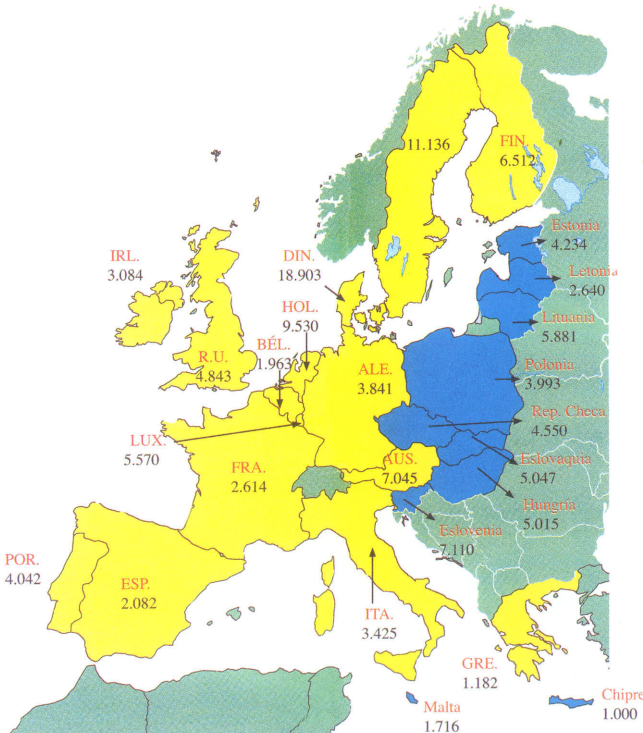 11.136
FIN.
6.512
Estonia
4.234
IRL.
3.084
DIN.
18.903
Letonia
2.640
HOL.
9.530
Lituania
5.881
BÉL.
1.963
R.U.
4.843
ALE.
3.841
Polonia
3.993
Rep. Checa
4.550
LUX.
5.570
AUS.
7.045
Eslovaquia
5.047
FRA.
2.614
Hungría
5.015
Eslovenia
7.110
POR.
4.042
ESP.
2.082
ITA.
3.425
GRE.
1.182
Malta
1.716
Chipre
1.000